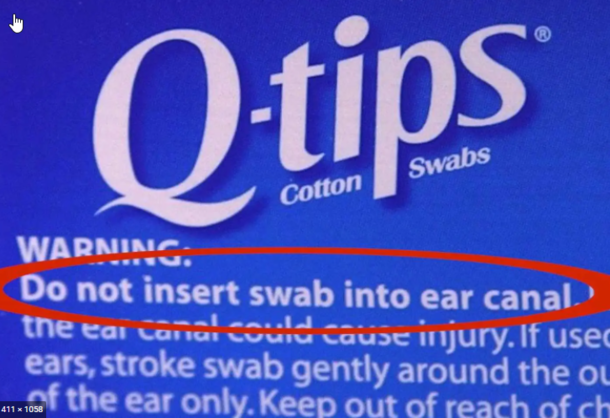 Q-tips®
Cotton Swabs
WARNING:
Do not insert swab into ear canal.
the ear canal could cause injury. If used
ears, stroke swab gently around the
of the ear only. Keep out of reach of
411 × 1058